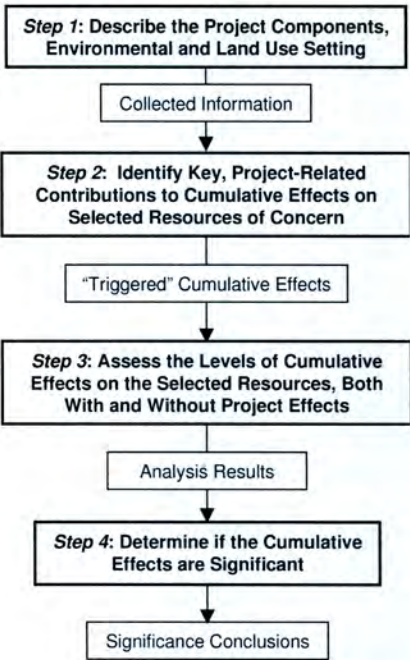 Step 1: Describe the Project Components,
Environmental and Land Use Setting
Collected Information
Step 2: Identify Key, Project-Related
Contributions to Cumulative Effects on
Selected Resources of Concern
“Triggered” Cumulative Effects
Step 3: Assess the Levels of Cumulative
Effects on the Selected Resources, Both
With and Without Project Effects
Analysis Results
Step 4: Determine if the Cumulative
Effects are Significant
Significance Conclusions